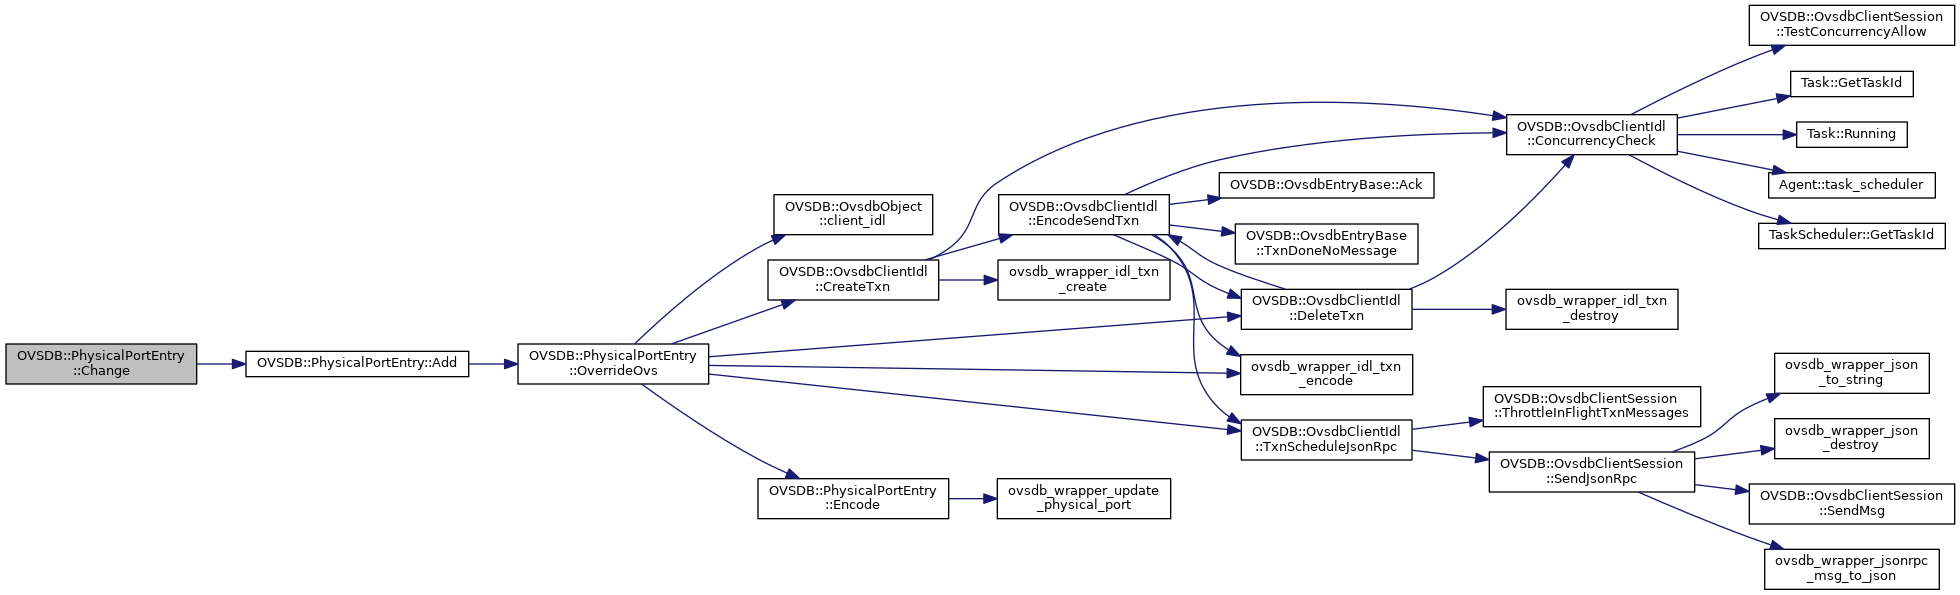 OVSDB::PhysicalPortEntry
::Change
OVSDB::PhysicalPortEntry::Add
OVSDB::PhysicalPortEntry
::OverrideOvs
OVSDB::OvsdbObject
::client_idl
OVSDB::OvsdbClientIdl
::CreateTxn
OVSDB::PhysicalPortEntry
::Encode
OVSDB::OvsdbClientIdl
::EncodeSendTxn
ovsdb_wrapper_idl_txn
_create
ovsdb_wrapper_update
_physical_port
OVSDB::OvsdbEntryBase::Ack
OVSDB::OvsdbEntryBase
::TxnDoneNoMessage
OVSDB::OvsdbClientIdl
::DeleteTxn
ovsdb_wrapper_idl_txn
_encode
OVSDB::OvsdbClientIdl
::TxnScheduleJsonRpc
OVSDB::OvsdbClientIdl
::ConcurrencyCheck
ovsdb_wrapper_idl_txn
_destroy
OVSDB::OvsdbClientSession
::ThrottleInFlightTxnMessages
OVSDB::OvsdbClientSession
::SendJsonRpc
OVSDB::OvsdbClientSession
::TestConcurrencyAllow
Task::GetTaskId
Task::Running
Agent::task_scheduler
TaskScheduler::GetTaskId
ovsdb_wrapper_json
_to_string
ovsdb_wrapper_json
_destroy
OVSDB::OvsdbClientSession
::SendMsg
ovsdb_wrapper_jsonrpc
_msg_to_json